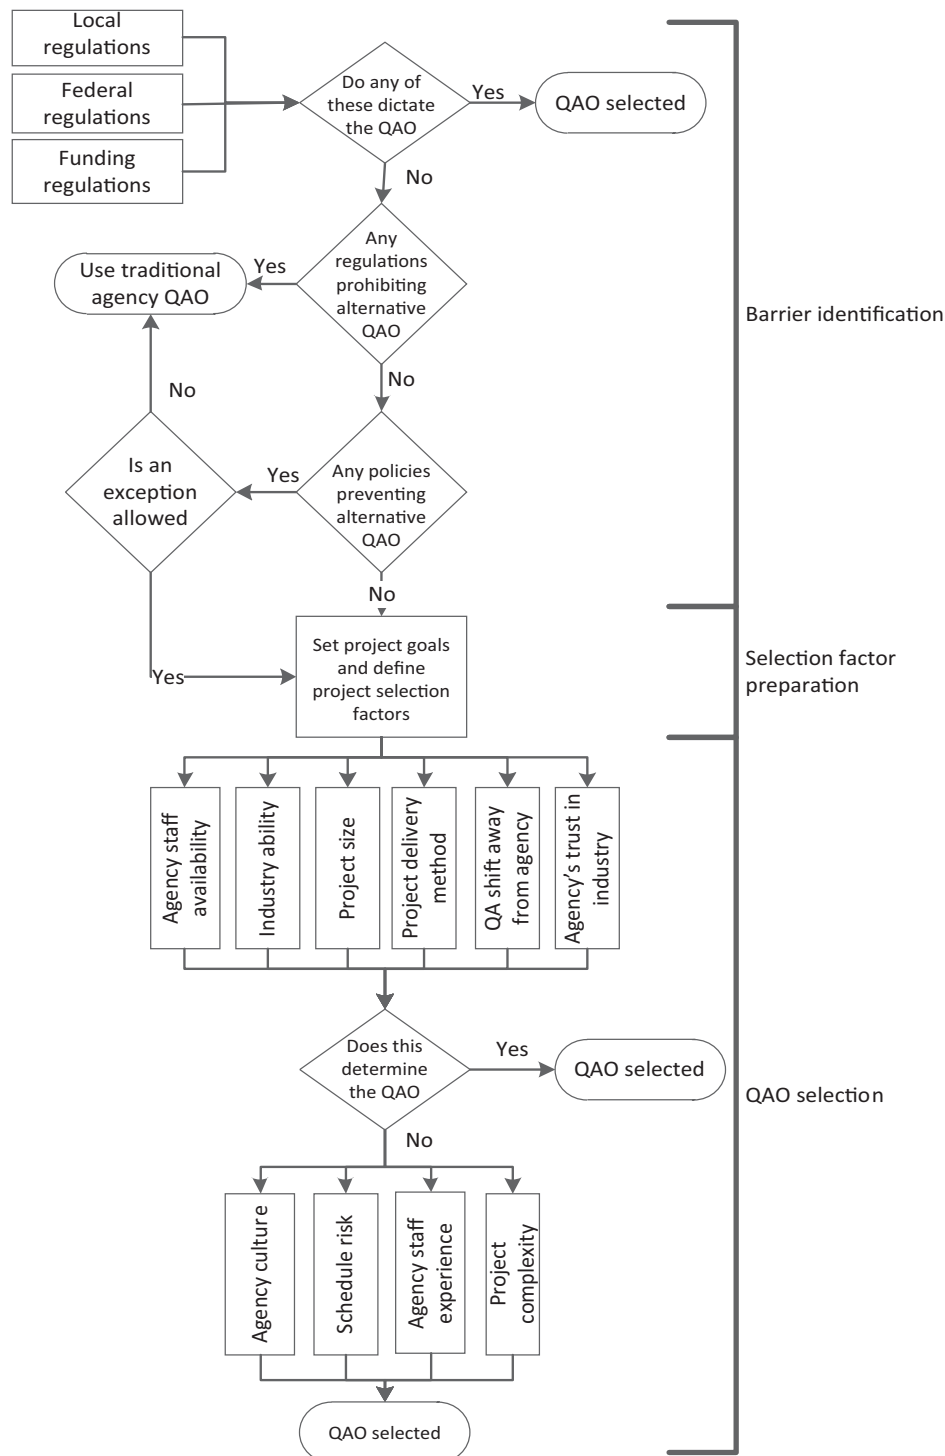 Local
regulations
Federal
regulations
Funding
regulations
Do any of
these dictate
the QAO
Yes
QAO selected
No
Any
regulations
prohibiting
alternative
QAO
Yes
Use traditional
agency QAO
No
No
Any policies
preventing
alternative
QAO
Yes
Is an
exception
allowed
Barrier identification
No
Yes
Set project goals
and define
project selection
factors
Selection factor
preparation
Agency staff
availability
Industry ability
Project size
Project delivery
method
QA shift away
from agency
Agency’s trust in
industry
Does this
determine
the QAO
Yes
QAO selected
QAO selection
No
Agency culture
Schedule risk
Agency staff
experience
Project
complexity
QAO selected